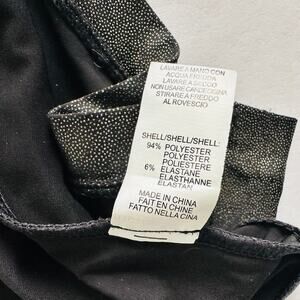 LAVARE A MANO CON
ACQUA FREDDA
LAVARE A SECCO
NON USARE CANDEGGINA
STIRARE A FREDDO
AL ROVESCIO
SHELL/SHELL/SHELL:
94% POLYESTER
POLYESTER
POLIESTERE
6% ELASTANE
ELASTHANNE
ELASTAN
MADE IN CHINA
FAIT EN CHINE
FATTO NELLA CINA